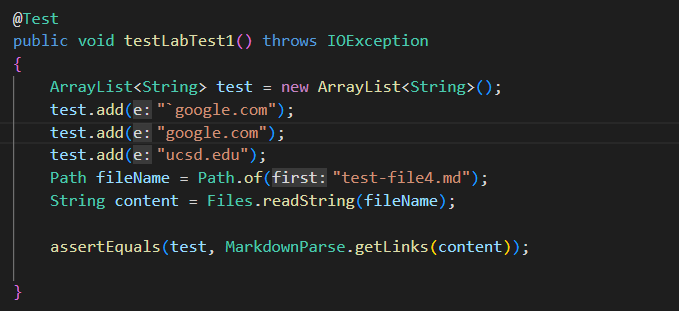 @Test
public void testLabTest1() throws IOException
{
ArrayList<String> test = new ArrayList<String>();
test.add(e: "`google.com");
test.add(e: "google.com");
test.add(e: "ucsd.edu");
Path fileName = Path.of(first: "test-file4.md");
String content = Files.readString(fileName);
assertEquals(test, MarkdownParse.getLinks(content));
}